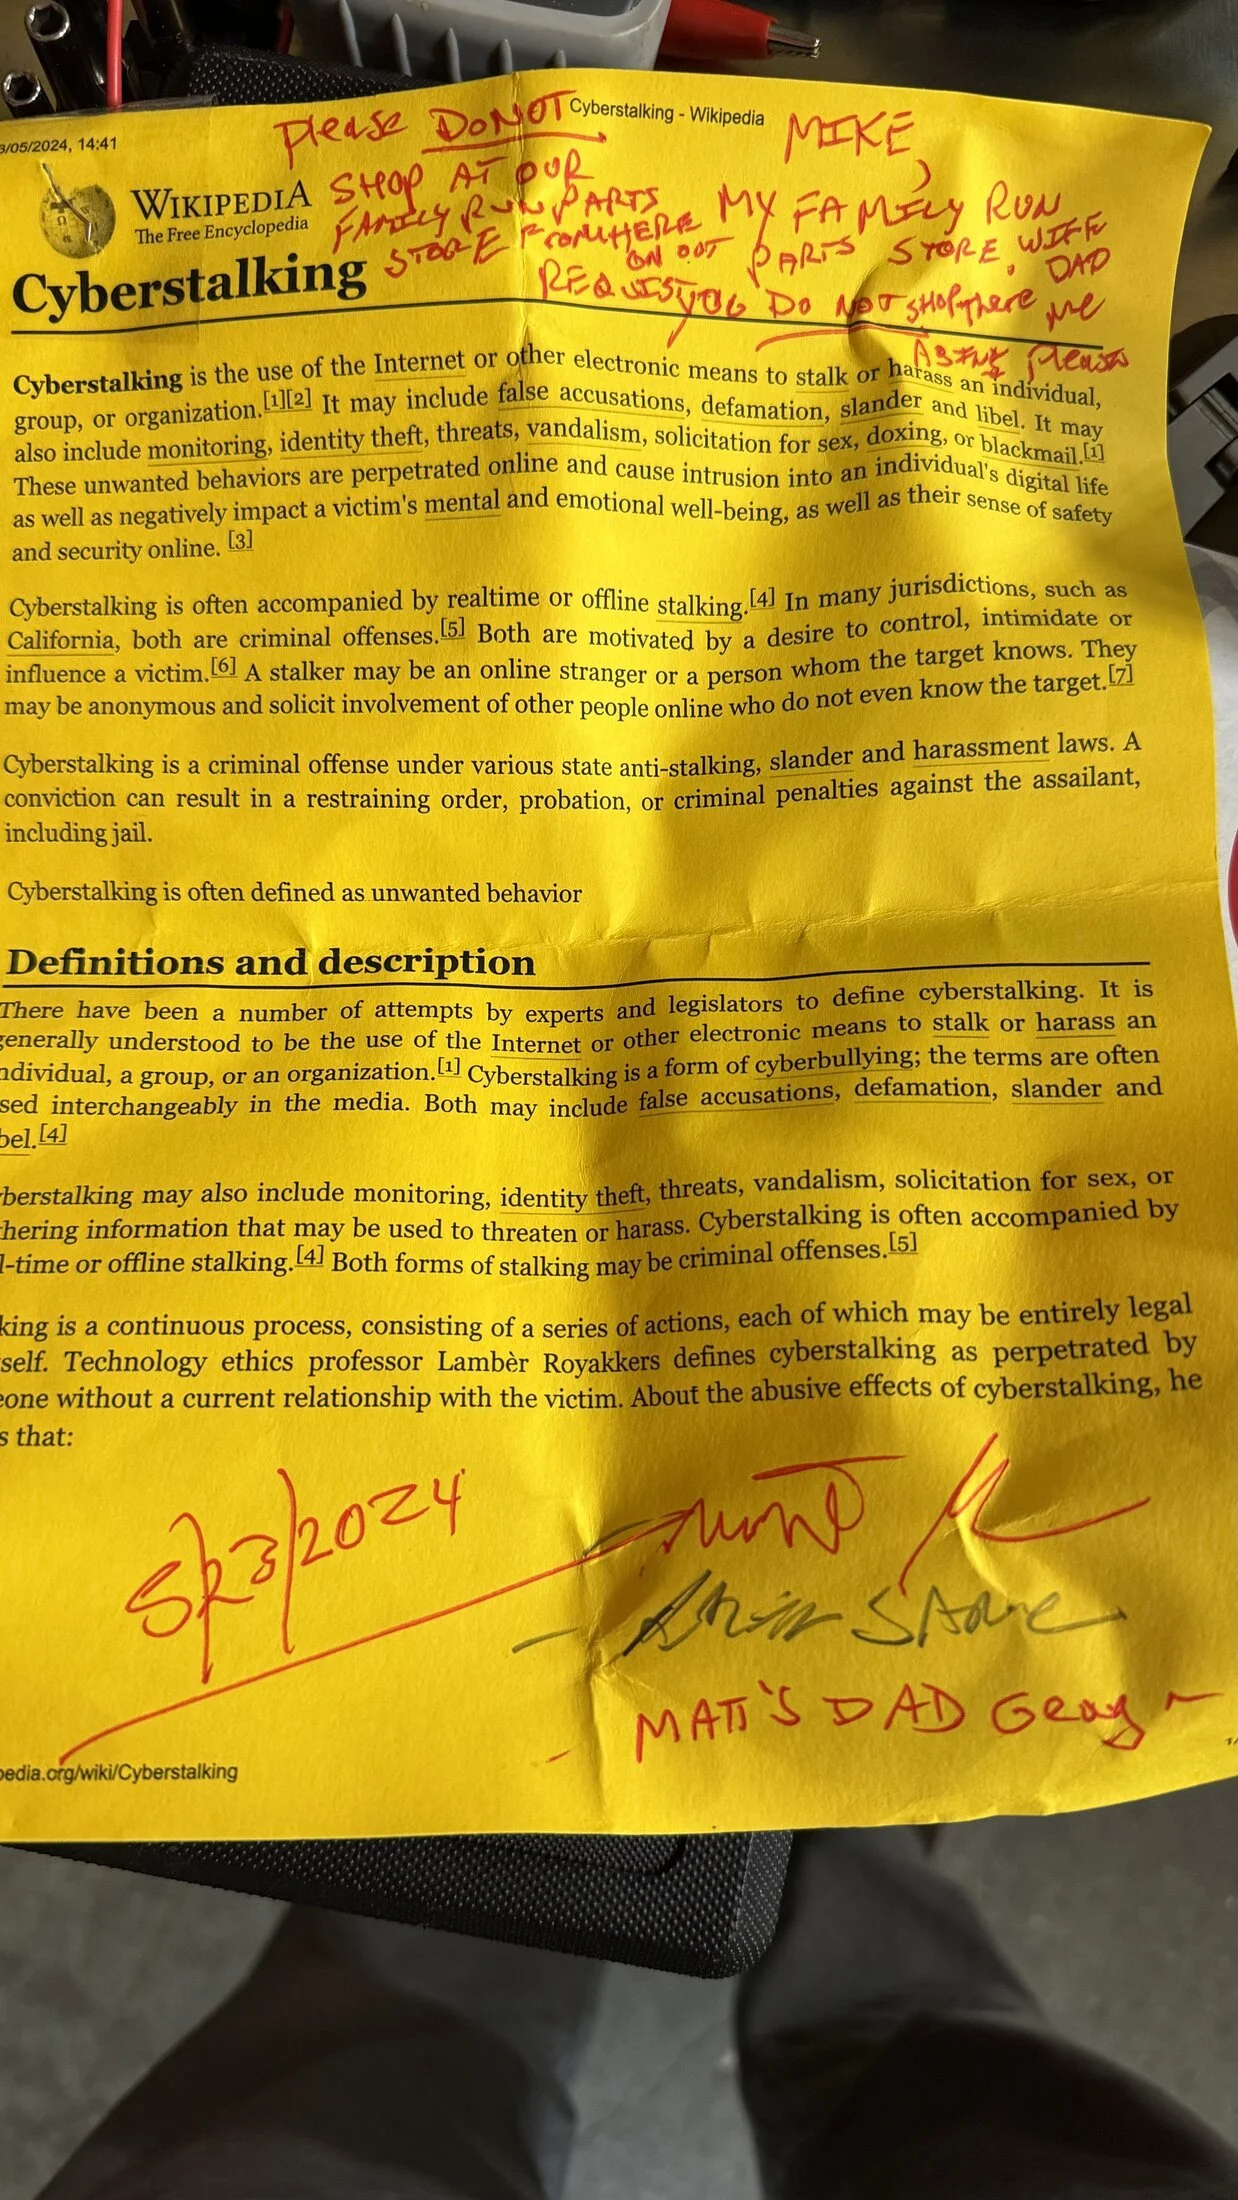 Cyberstalking - Wikipedia
3/05/2024, 14:41
Please DO NOT
SHOP AT OUR
FAMILY RUN PARTS
STORE FROM HERE
ON OUT
MIKE,
MY FAMILY RUN
PARTS STORE. WIFE
DAD
REQUEST YOU DO NOT SHOP there me
ASINK please
WIKIPEDIA
The Free Encyclopedia
Cyberstalking
Cyberstalking is the use of the Internet or other electronic means to stalk or harass an individual,
group, or organization.[1][2] It may include false accusations, defamation, slander and libel. It may
also include monitoring, identity theft, threats, vandalism, solicitation for sex, doxing, or blackmail.[1]
These unwanted behaviors are perpetrated online and cause intrusion into an individual's digital life
as well as negatively impact a victim's mental and emotional well-being, as well as their sense of safety
and security online. [3]
Cyberstalking is often accompanied by realtime or offline stalking.[4] In many jurisdictions, such as
California, both are criminal offenses.[5] Both are motivated by a desire to control, intimidate or
influence a victim.[6] A stalker may be an online stranger or a person whom the target knows. They
may be anonymous and solicit involvement of other people online who do not even know the target.[7]
Cyberstalking is a criminal offense under various state anti-stalking, slander and harassment laws. A
conviction can result in a restraining order, probation, or criminal penalties against the assailant,
including jail.
Cyberstalking is often defined as unwanted behavior
Definitions and description
There have been a number of attempts by experts and legislators to define cyberstalking. It is
generally understood to be the use of the Internet or other electronic means to stalk or harass an
ndividual, a group, or an organization.[1] Cyberstalking is a form of cyberbullying; the terms are often
sed interchangeably in the media. Both may include false accusations, defamation, slander and
bel.[4]
berstalking may also include monitoring, identity theft, threats, vandalism, solicitation for sex, or
hering information that may be used to threaten or harass. Cyberstalking is often accompanied by
l-time or offline stalking.[4] Both forms of stalking may be criminal offenses.[5]
king is a continuous process, consisting of a series of actions, each of which may be entirely legal
self. Technology ethics professor Lambèr Royakkers defines cyberstalking as perpetrated by
eone without a current relationship with the victim. About the abusive effects of cyberstalking, he
s that:
5/23/2024
MATT'S DAD Gray
pedia.org/wiki/Cyberstalking